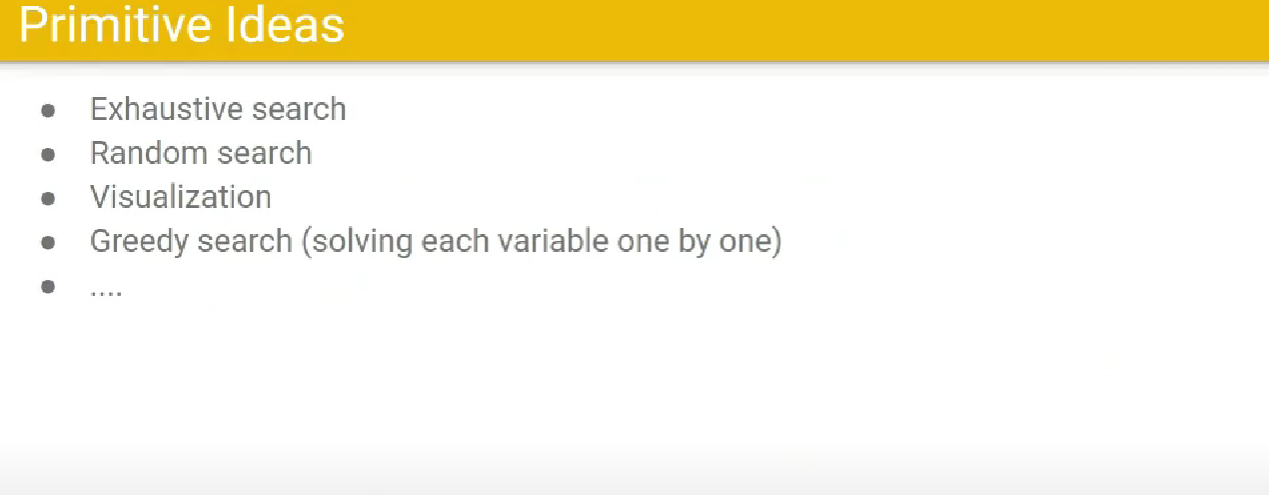 Primitive Ideas
● Exhaustive search
● Random search
● Visualization
● Greedy search (solving each variable one by one)
● ....